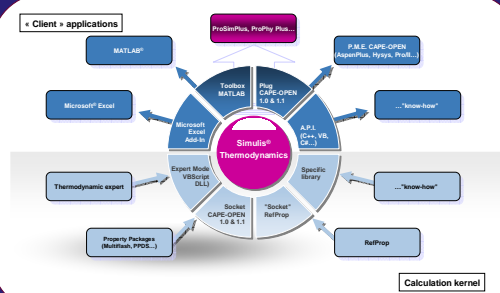 « Client » applications
ProSimPlus, ProPhy Plus...
MATLAB®
P.M.E. CAPE-OPEN
(AspenPlus, Hysys, Pro/II...)
Toolbox
MATLAB
Plug
CAPE-OPEN
1.0 & 1.1
Microsoft® Excel
..."know-how"
Microsoft
Excel
Add-In
A.P.I.
(C++, VB,
C#...)
Simulis®
Thermodynamics
Expert Mode
VBScript
DLL)
Specific
library
Thermodynamic expert
..."know-how"
Socket
CAPE-OPEN
1.0 & 1.1
"Socket"
RefProp
Property Packages
(Multiflash, PPDS...)
RefProp
Calculation kernel